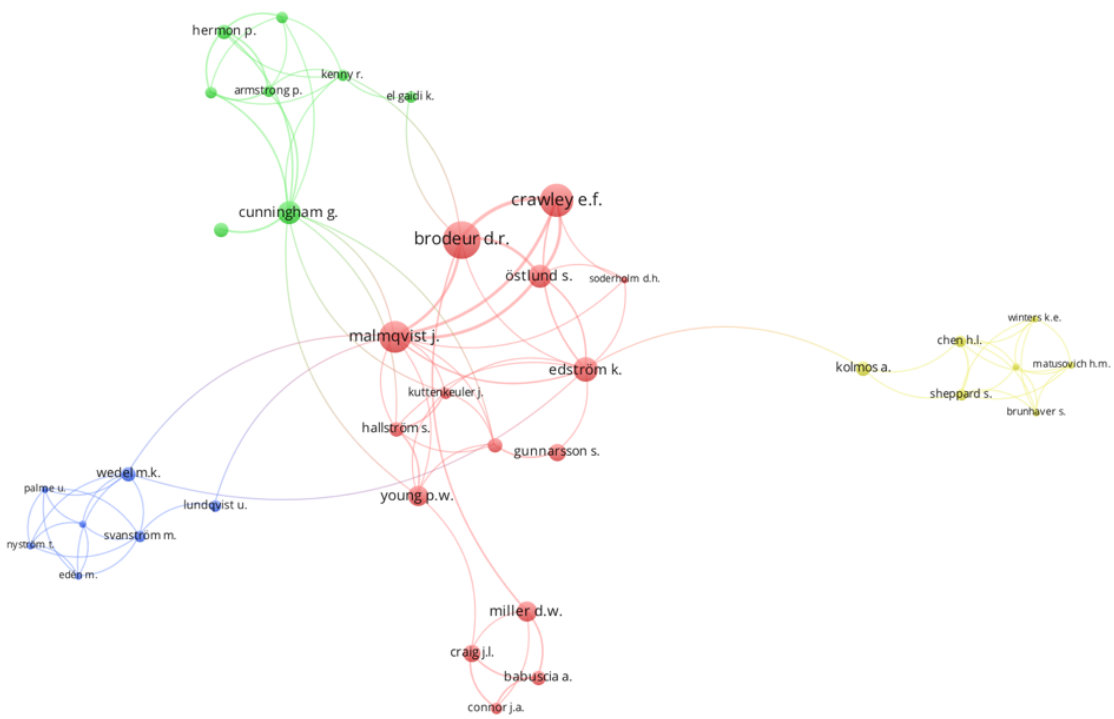 hermon p.
kenny r.
armstrong p.
el gaidi k.
cunningham g.
crawley e.f.
brodeur d.r.
östlund s.
soderholm d.h.
malmqvist j.
edström k.
kuttenkeuler j.
hallström s.
gunnarsson s.
young p.w.
winters k.e.
chen h.l.
matusovich h.m.
kolmos a.
sheppard s.
brunhaver s.
wedel m.k.
palme u.
lundqvist u.
svanström m.
nyström t.
edén m.
miller d.w.
craig j.l.
babuscia a.
connor j.a.